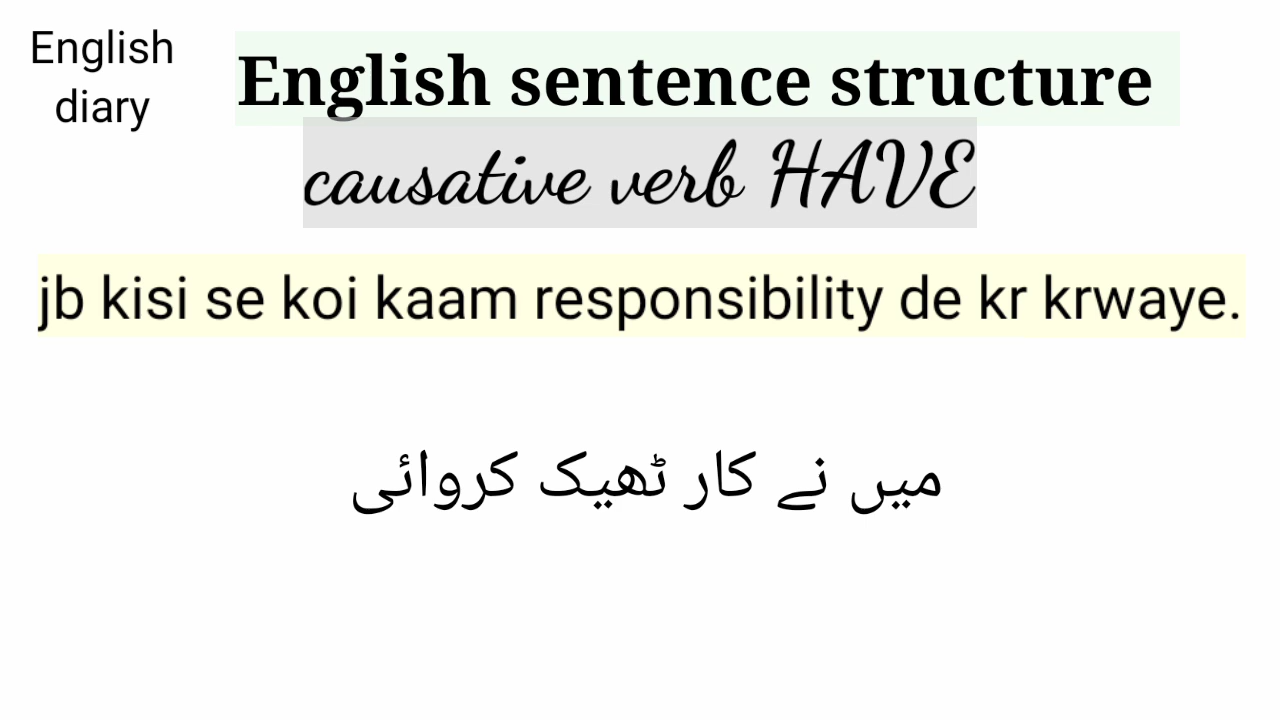 English
diary
English sentence structure
causative verb HAVE
jb kisi se koi kaam responsibility de kr krwaye.
میں نے کار ٹھیک کروائی